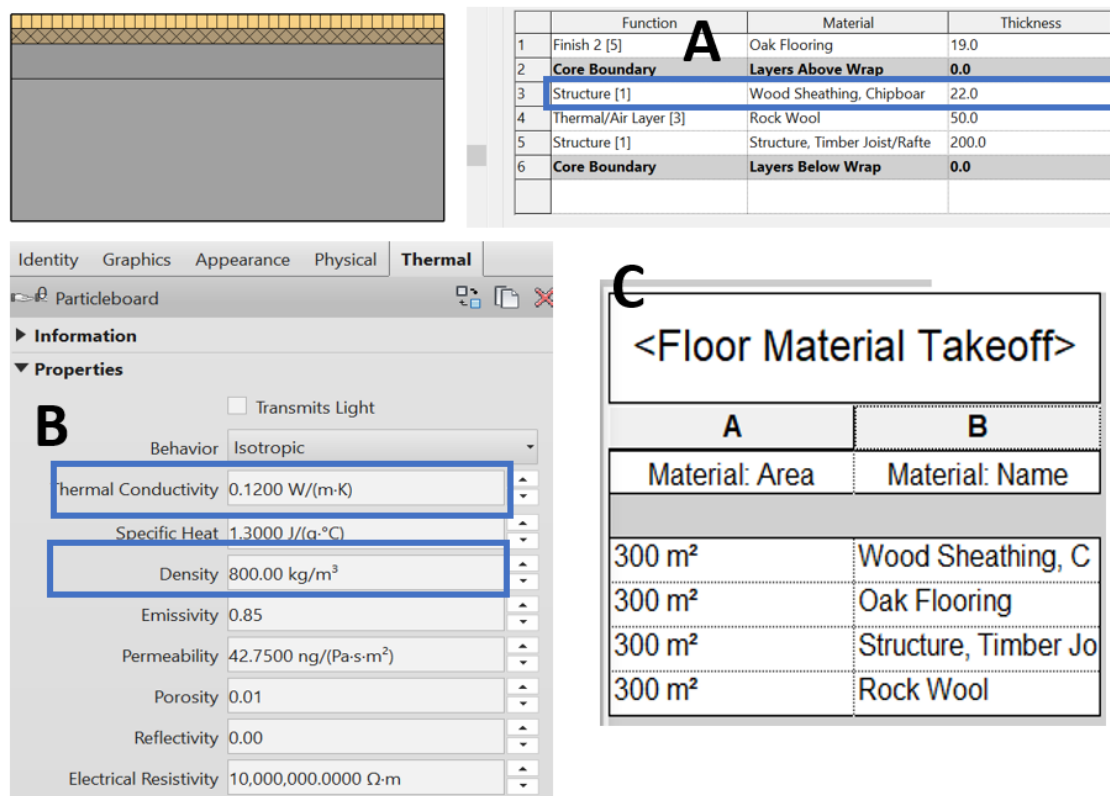 A
Function Material Thickness
1 Finish 2 [5] Oak Flooring 19.0
2 Core Boundary Layers Above Wrap 0.0
3 Structure [1] Wood Sheathing, Chipboar 22.0
4 Thermal/Air Layer [3] Rock Wool 50.0
5 Structure [1] Structure, Timber Joist/Rafte 200.0
6 Core Boundary Layers Below Wrap 0.0
Identity Graphics Appearance Physical Thermal
Particleboard
Information
Properties
B
Transmits Light
Behavior Isotropic
Thermal Conductivity 0.1200 W/(m·K)
Specific Heat 1.3000 J/(g·°C)
Density 800.00 kg/m³
Emissivity 0.85
Permeability 42.7500 ng/(Pa·s·m²)
Porosity 0.01
Reflectivity 0.00
Electrical Resistivity 10,000,000.0000 Ω·m
C
<Floor Material Takeoff>
A B
Material: Area Material: Name
300 m² Wood Sheathing, C
300 m² Oak Flooring
300 m² Structure, Timber Jo
300 m² Rock Wool